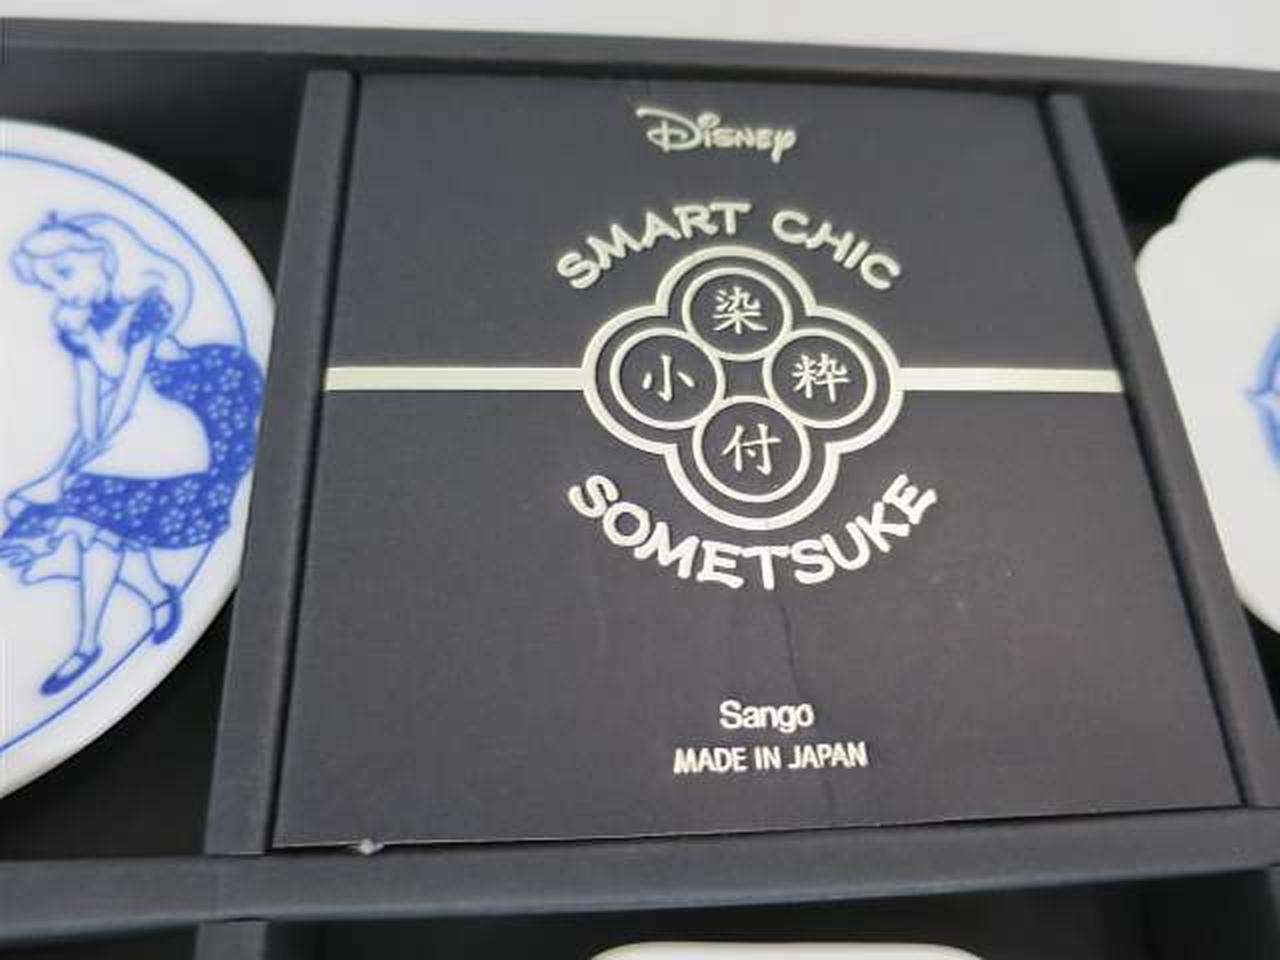 Disney
SMART CHIC
染
小 粋
付
SOMETSUKE
Sango
MADE IN JAPAN